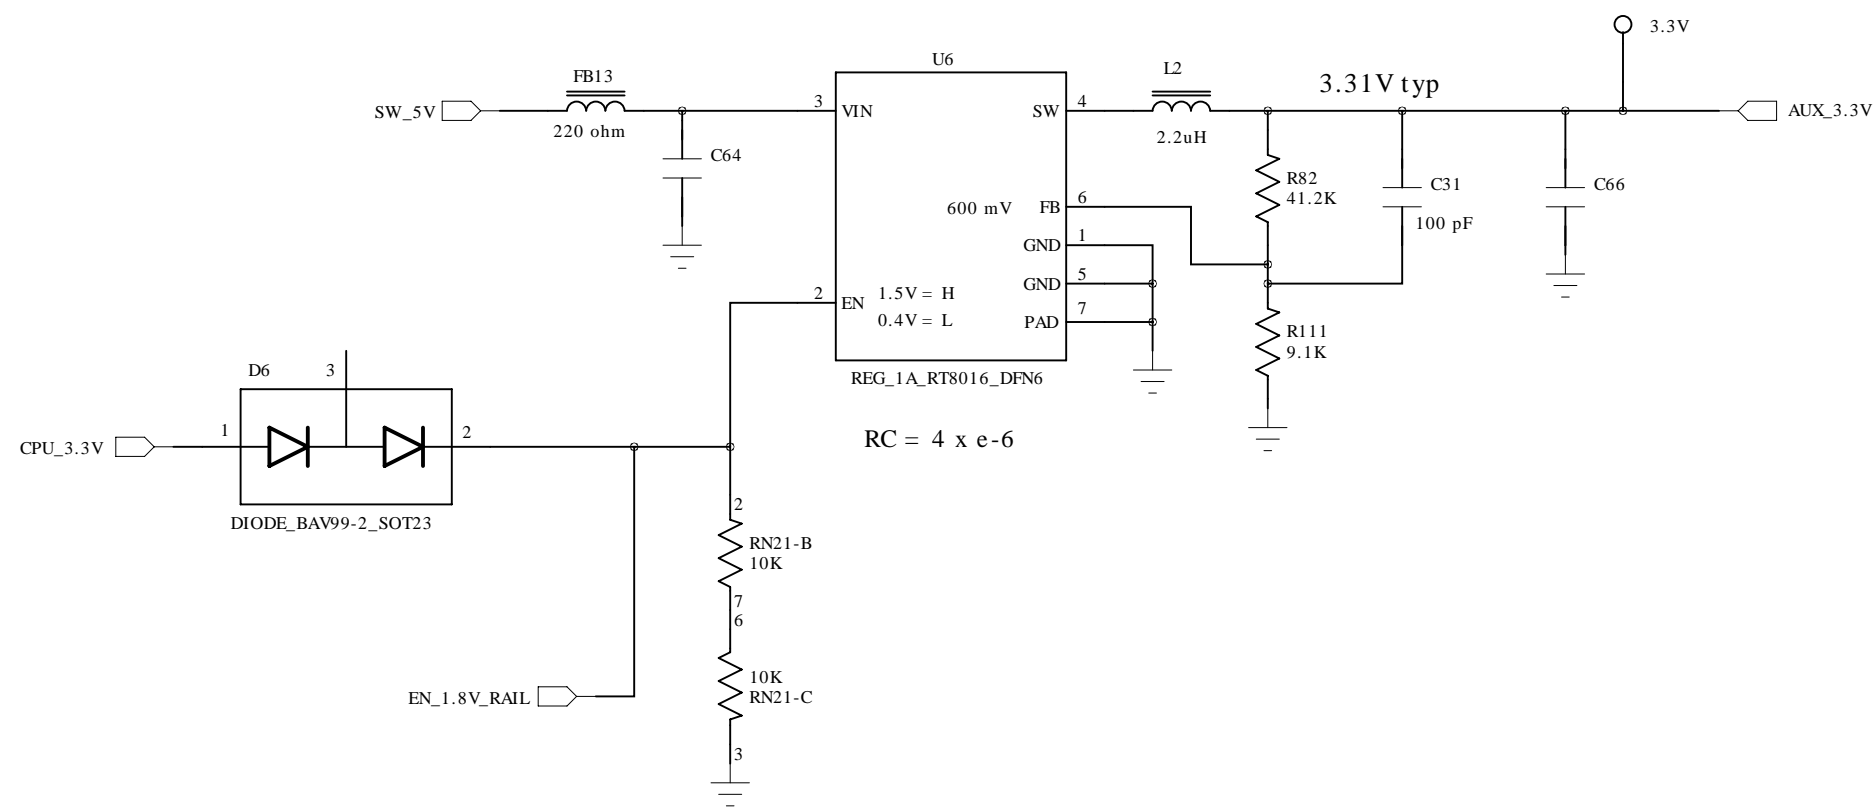 3.3V
U6
FB13
L2
3.31V typ
SW_5V
3
VIN
SW
4
AUX_3.3V
220 ohm
2.2uH
C64
R82
41.2K
C31
C66
600 mV
FB
6
100 pF
GND
1
GND
5
2
EN
1.5V = H
0.4V = L
PAD
7
R111
9.1K
D6
3
REG_1A_RT8016_DFN6
CPU_3.3V
1
2
RC = 4 x e-6
DIODE_BAV99-2_SOT23
2
RN21-B
10K
7
6
10K
RN21-C
EN_1.8V_RAIL
3